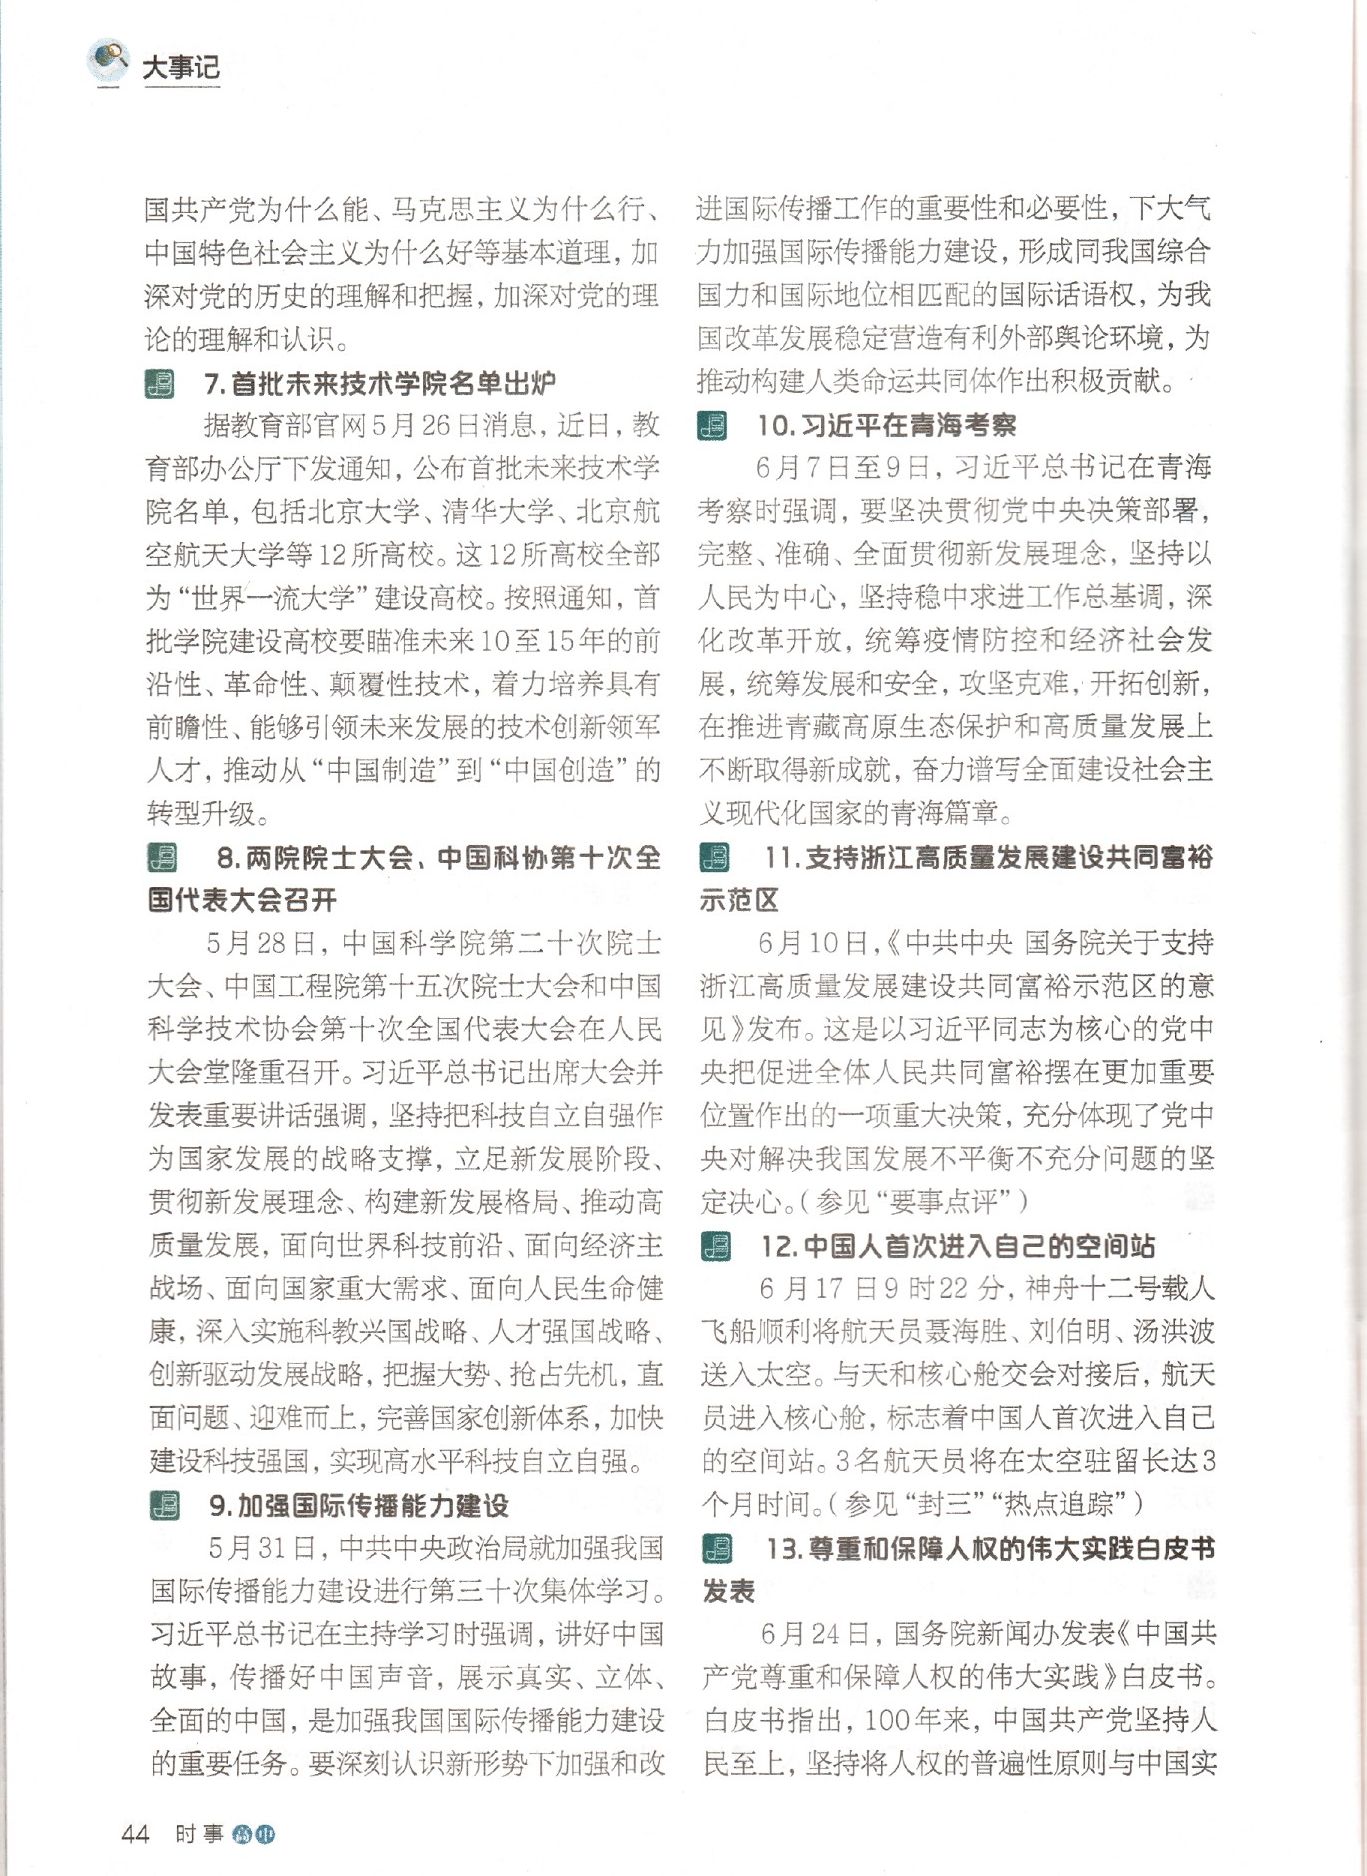 大事记
国共产党为什么能、马克思主义为什么行、
中国特色社会主义为什么好等基本道理，加
深对党的历史的理解和把握，加深对党的理
论的理解和认识。
7.首批未来技术学院名单出炉
据教育部官网5月26日消息，近日，教
育部办公厅下发通知，公布首批未来技术学
院名单，包括北京大学、清华大学、北京航
空航天大学等12所高校。这12所高校全部
为“世界一流大学”建设高校。按照通知，首
批学院建设高校要瞄准未来10至15年的前
沿性、革命性、颠覆性技术，着力培养具有
前瞻性、能够引领未来发展的技术创新领军
人才，推动从“中国制造”到“中国创造”的
转型升级。
8.两院院士大会、中国科协第十次全
国代表大会召开
5月28日，中国科学院第二十次院士
大会、中国工程院第十五次院士大会和中国
科学技术协会第十次全国代表大会在人民
大会堂隆重召开。习近平总书记出席大会并
发表重要讲话强调，坚持把科技自立自强作
为国家发展的战略支撑，立足新发展阶段、
贯彻新发展理念、构建新发展格局、推动高
质量发展，面向世界科技前沿、面向经济主
战场、面向国家重大需求、面向人民生命健
康，深入实施科教兴国战略、人才强国战略、
创新驱动发展战略，把握大势、抢占先机，直
面问题、迎难而上，完善国家创新体系，加快
建设科技强国，实现高水平科技自立自强。
9.加强国际传播能力建设
5月31日，中共中央政治局就加强我国
国际传播能力建设进行第三十次集体学习。
习近平总书记在主持学习时强调，讲好中国
故事，传播好中国声音，展示真实、立体、
全面的中国，是加强我国国际传播能力建设
的重要任务。要深刻认识新形势下加强和改
进国际传播工作的重要性和必要性，下大气
力加强国际传播能力建设，形成同我国综合
国力和国际地位相匹配的国际话语权，为我
国改革发展稳定营造有利外部舆论环境，为
推动构建人类命运共同体作出积极贡献。
10.习近平在青海考察
6月7日至9日，习近平总书记在青海
考察时强调，要坚决贯彻党中央决策部署，
完整、准确、全面贯彻新发展理念，坚持以
人民为中心，坚持稳中求进工作总基调，深
化改革开放，统筹疫情防控和经济社会发
展，统筹发展和安全，攻坚克难，开拓创新，
在推进青藏高原生态保护和高质量发展上
不断取得新成就，奋力谱写全面建设社会主
义现代化国家的青海篇章。
11.支持浙江高质量发展建设共同富裕
示范区
6月10日，《中共中央 国务院关于支持
浙江高质量发展建设共同富裕示范区的意
见》发布。这是以习近平同志为核心的党中
央把促进全体人民共同富裕摆在更加重要
位置作出的一项重大决策，充分体现了党中
央对解决我国发展不平衡不充分问题的坚
定决心。（参见“要事点评”）
12.中国人首次进入自己的空间站
6月17日9时22分，神舟十二号载人
飞船顺利将航天员聂海胜、刘伯明、汤洪波
送入太空。与天和核心舱交会对接后，航天
员进入核心舱，标志着中国人首次进入自己
的空间站。3名航天员将在太空驻留长达3
个月时间。（参见“封三”“热点追踪”）
13.尊重和保障人权的伟大实践白皮书
发表
6月24日，国务院新闻办发表《中国共
产党尊重和保障人权的伟大实践》白皮书。
白皮书指出，100年来，中国共产党坚持人
民至上，坚持将人权的普遍性原则与中国实
44 时事高中